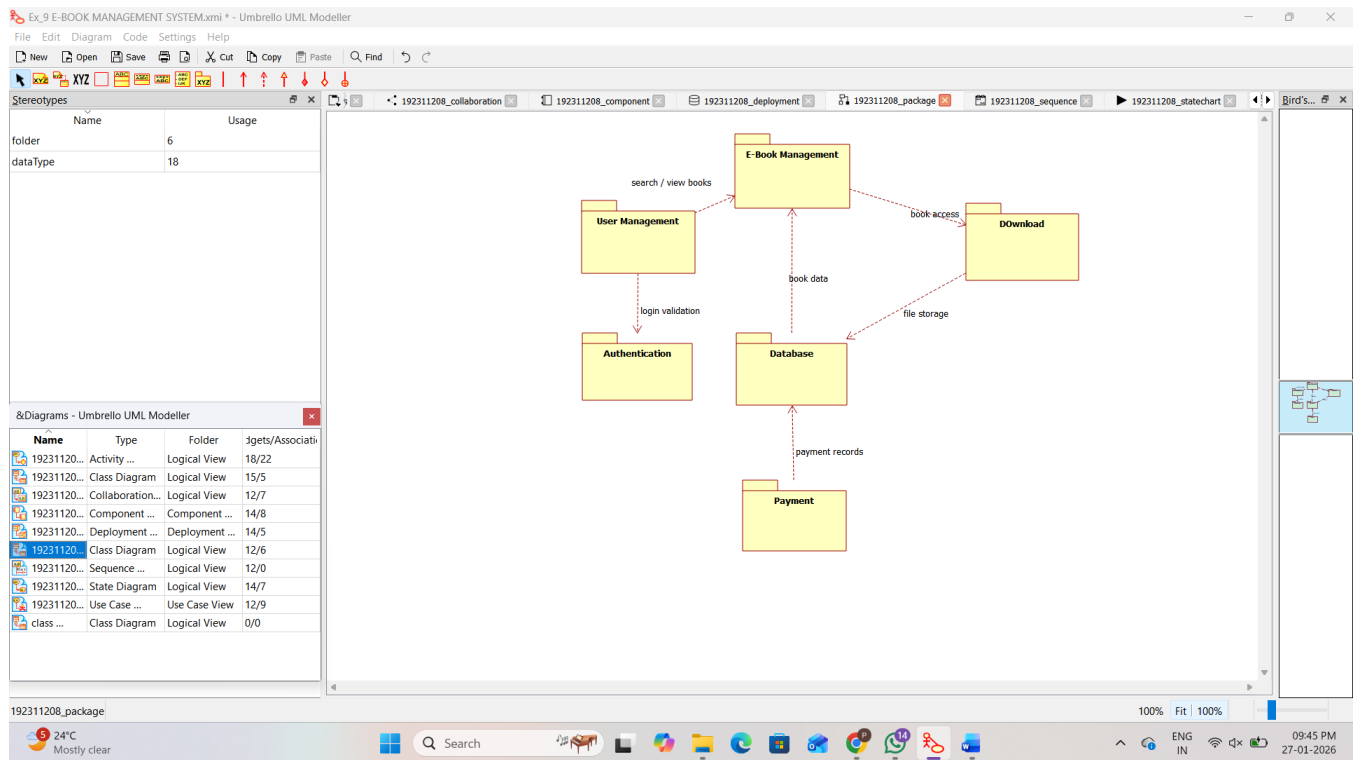 Ex_9 E-BOOK MANAGEMENT SYSTEM.xmi * - Umbrello UML Modeller
File Edit Diagram Code Settings Help
New Open Save Cut Copy Paste Find
XYZ
Stereotypes
192311208_collaboration 192311208_component 192311208_deployment 192311208_package 192311208_sequence 192311208_statechart
Bird's...
Name Usage
folder 6
dataType 18
E-Book Management
search / view books
User Management
book access
DOwnload
book data
login validation
file storage
Authentication
Database
payment records
Payment
&Diagrams - Umbrello UML Modeller
Name Type Folder dgets/Associati
19231120... Activity ... Logical View 18/22
19231120... Class Diagram Logical View 15/5
19231120... Collaboration... Logical View 12/7
19231120... Component ... Component ... 14/8
19231120... Deployment ... Deployment ... 14/5
19231120... Class Diagram Logical View 12/6
19231120... Sequence ... Logical View 12/0
19231120... State Diagram Logical View 14/7
19231120... Use Case ... Use Case View 12/9
class ... Class Diagram Logical View 0/0
192311208_package
100% Fit 100%
5
24°C
Mostly clear
Search
P
14
ENG
IN
09:45 PM
27-01-2026